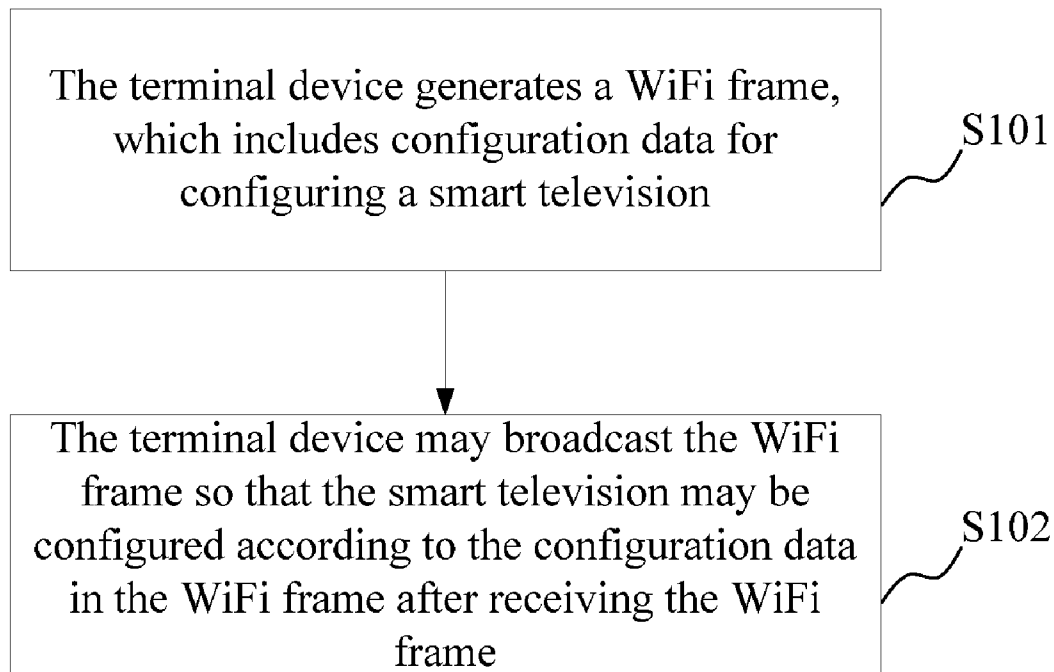 The terminal device generates a WiFi frame,
which includes configuration data for
configuring a smart television
S101
The terminal device may broadcast the WiFi
frame so that the smart television may be
configured according to the configuration data
in the WiFi frame after receiving the WiFi
frame
S102